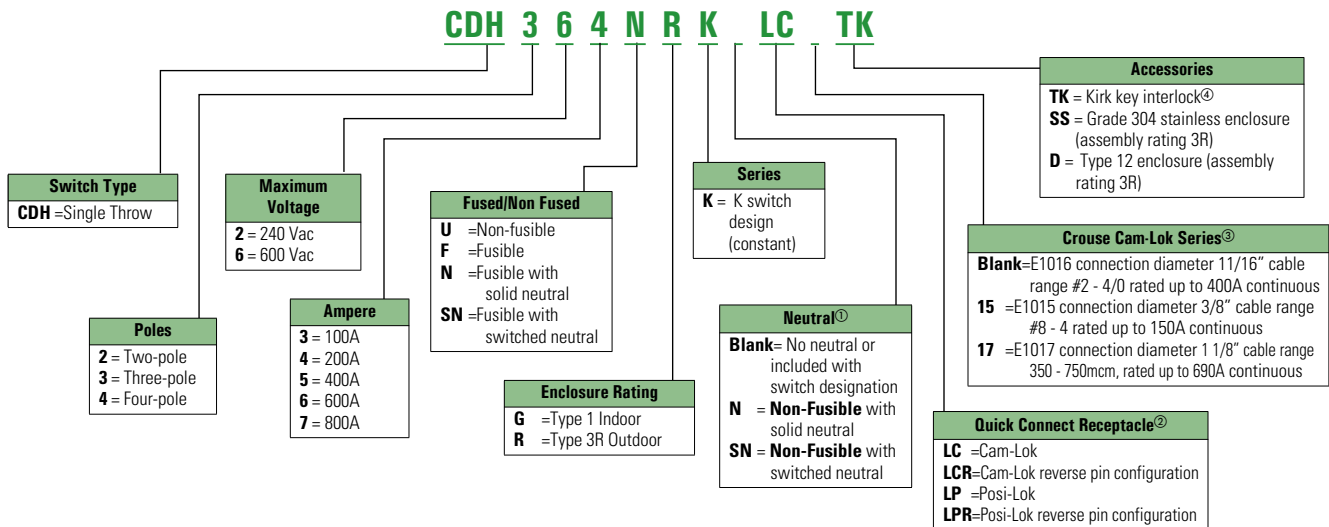 CDH 3 6 4 N R K LC TK
Accessories
TK = Kirk key interlock④
SS = Grade 304 stainless enclosure
(assembly rating 3R)
D = Type 12 enclosure (assembly
rating 3R)
Switch Type
CDH =Single Throw
Maximum
Voltage
2 = 240 Vac
6 = 600 Vac
Fused/Non Fused
U =Non-fusible
F =Fusible
N =Fusible with
solid neutral
SN =Fusible with
switched neutral
Series
K = K switch
design
(constant)
Crouse Cam-Lok Series③
Blank=E1016 connection diameter 11/16” cable
range #2 - 4/0 rated up to 400A continuous
15 =E1015 connection diameter 3/8” cable range
#8 - 4 rated up to 150A continuous
17 =E1017 connection diameter 1 1/8” cable range
350 - 750mcm, rated up to 690A continuous
Poles
2 = Two-pole
3 = Three-pole
4 = Four-pole
Ampere
3 = 100A
4 = 200A
5 = 400A
6 = 600A
7 = 800A
Enclosure Rating
G =Type 1 Indoor
R =Type 3R Outdoor
Neutral①
Blank= No neutral or
included with
switch designation
N = Non-Fusible with
solid neutral
SN = Non-Fusible with
switched neutral
Quick Connect Receptacle②
LC =Cam-Lok
LCR=Cam-Lok reverse pin configuration
LP =Posi-Lok
LPR=Posi-Lok reverse pin configuration